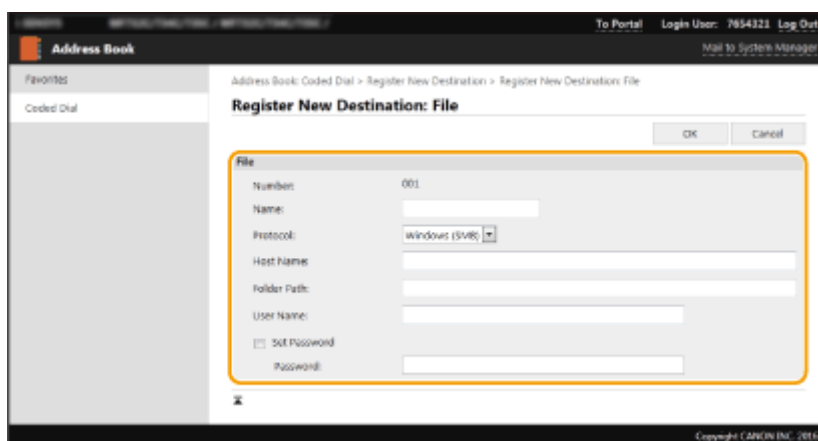 To Portal Login User: 7654321 Log Out
Address Book Mail to System Manager
Favorites
Coded Dial
Address Book: Coded Dial > Register New Destination > Register New Destination: File
Register New Destination: File
OK Cancel
File
Number: 001
Name:
Protocol: Windows (SMB)
Host Name:
Folder Path:
User Name:
Set Password
Password:
Copyright CANON INC. 2016